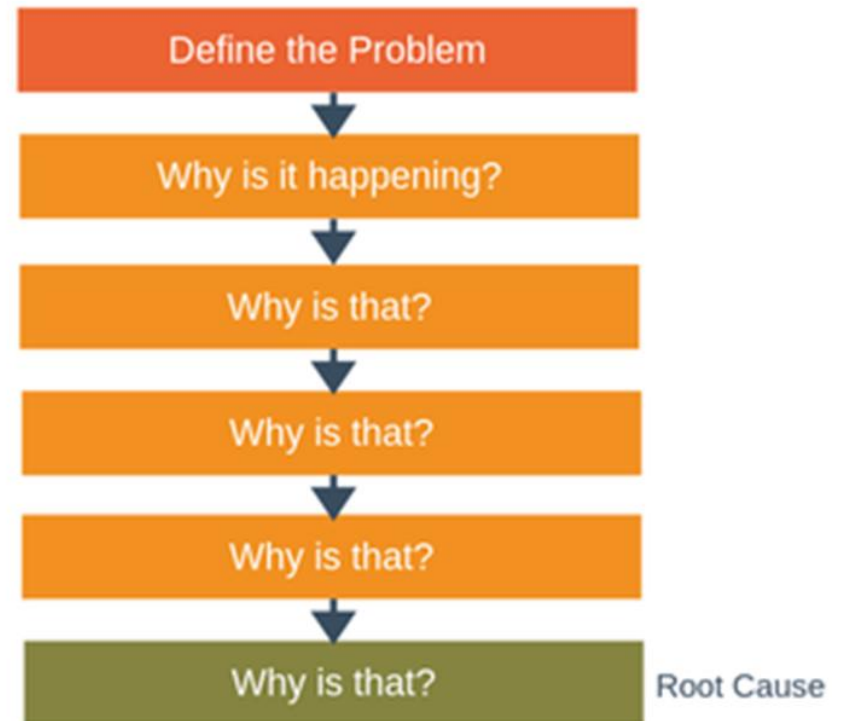 Define the Problem
Why is it happening?
Why is that?
Why is that?
Why is that?
Why is that?
Root Cause